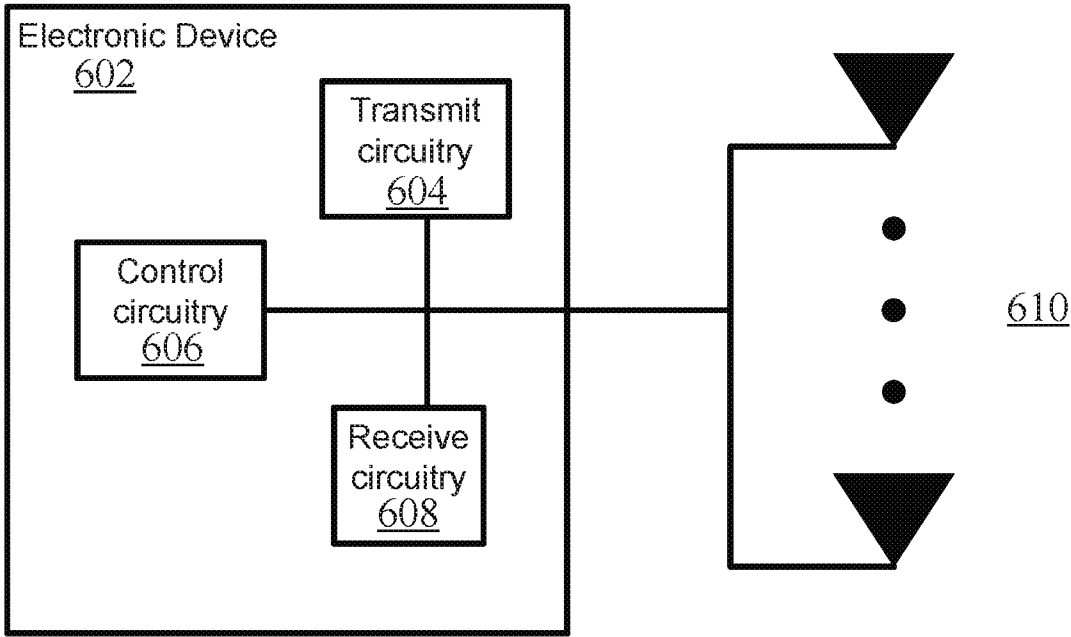 Electronic Device
602
Transmit
circuitry
604
Control
circuitry
606
Receive
circuitry
608
610